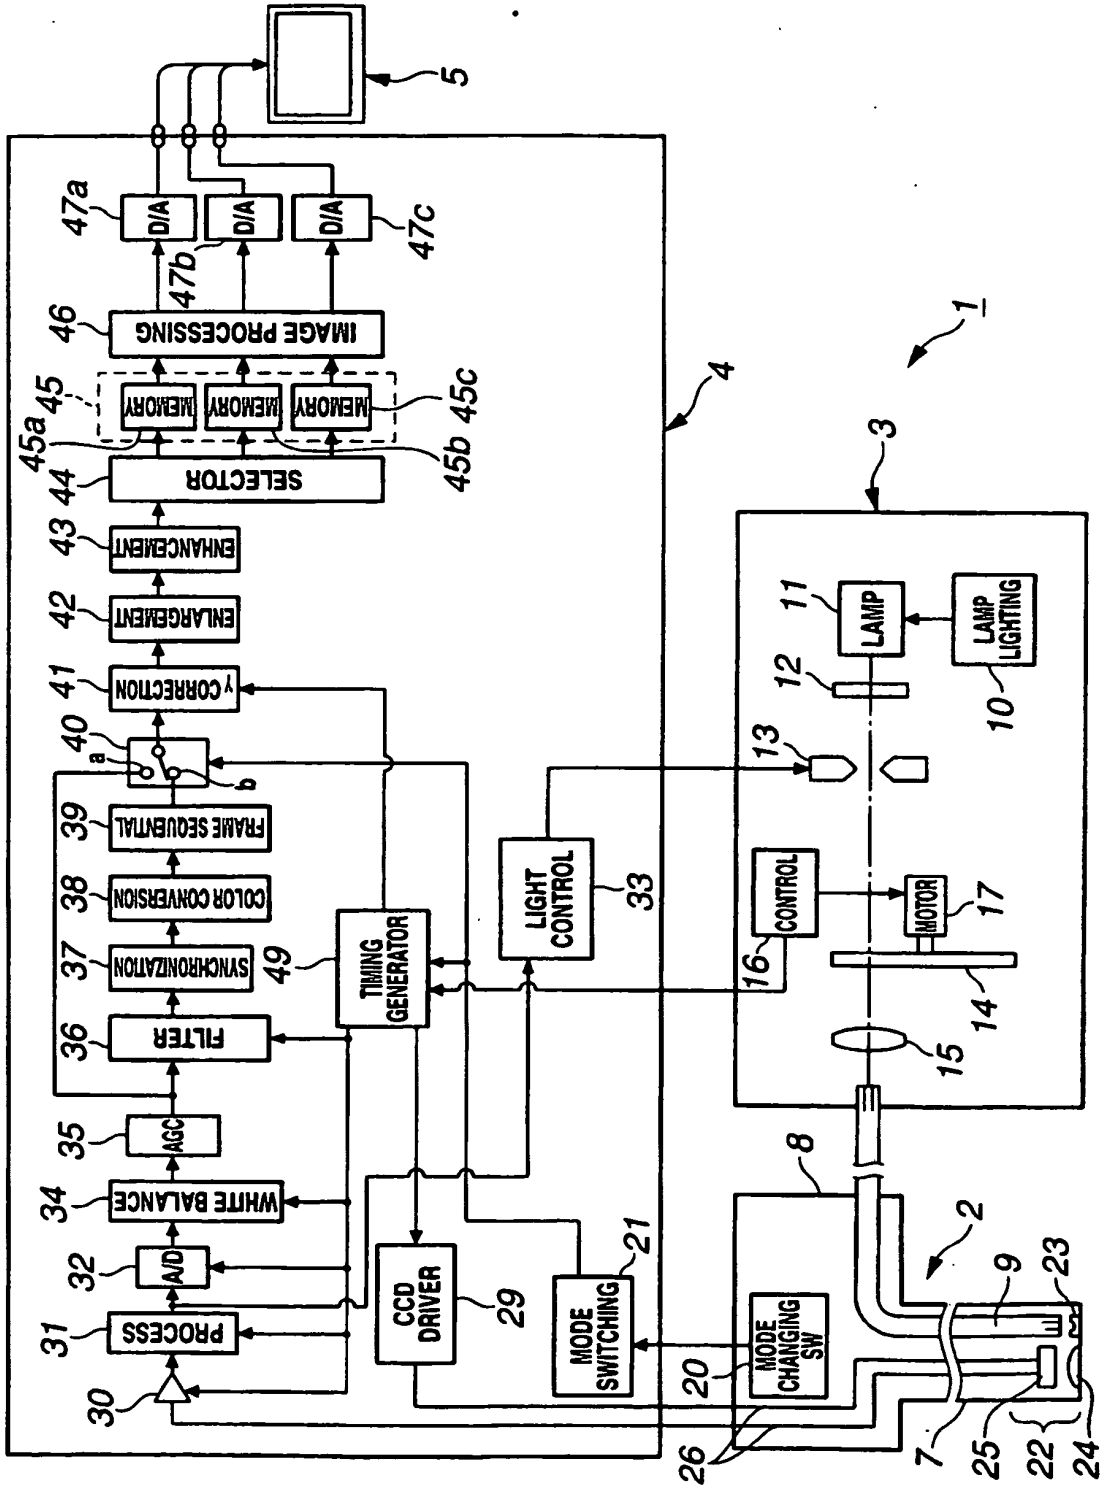 5
47a
D/A
47b
D/A
47c
D/A
46
IMAGE PROCESSING
45
45a
MEMORY
45b
MEMORY
45c
MEMORY
44
SELECTOR
43
ENHANCEMENT
42
ENLARGEMENT
41
γ CORRECTION
40
a
b
39
FRAME SEQUENTIAL
38
COLOR CONVERSION
37
SYNCHRONIZATION
36
FILTER
35
AGC
34
WHITE BALANCE
32
A/D
31
PROCESS
30
49
TIMING
GENERATOR
LIGHT
CONTROL
33
CCD
DRIVER
29
MODE
SWITCHING
21
4
1
3
11
LAMP
LAMP
LIGHTING
10
12
13
16
CONTROL
MOTOR
17
14
15
8
20
MODE
CHANGING
SW
2
9
23
26
7
25
22
24